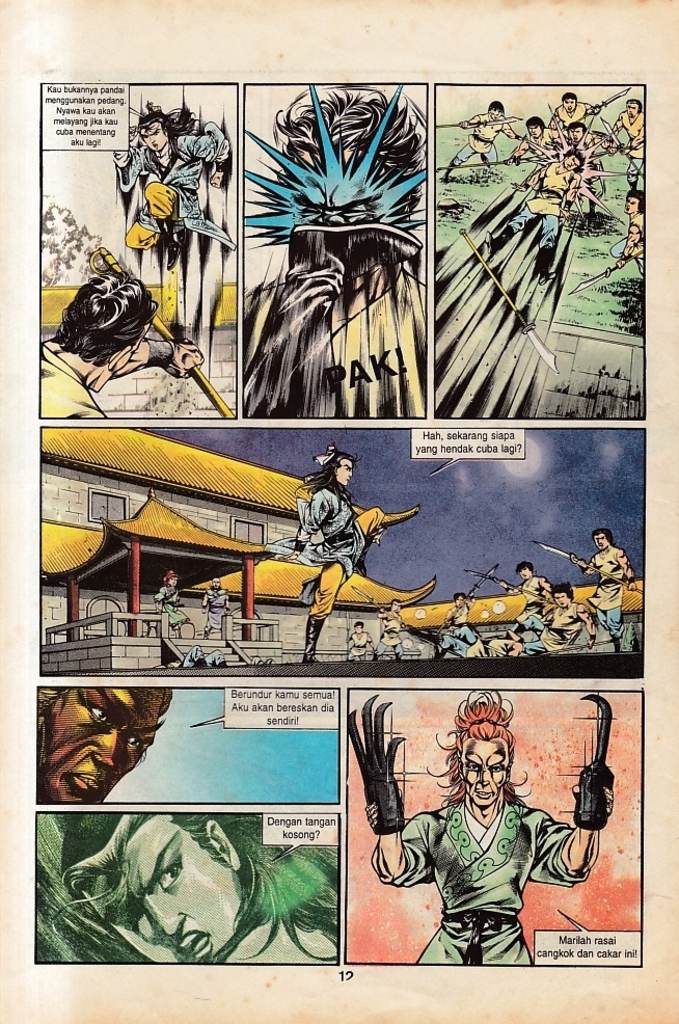 Kau bukannya pandai
menggunakan pedang.
Nyawa kau akan
melayang jika kau
cuba menentang
aku lagi!
PAK!
Hah, sekarang siapa
yang hendak cuba lagi?
Berundur kamu semua!
Aku akan bereskan dia
sendiri!
Dengan tangan
kosong?
Marilah rasai
cangkok dan cakar ini!
12